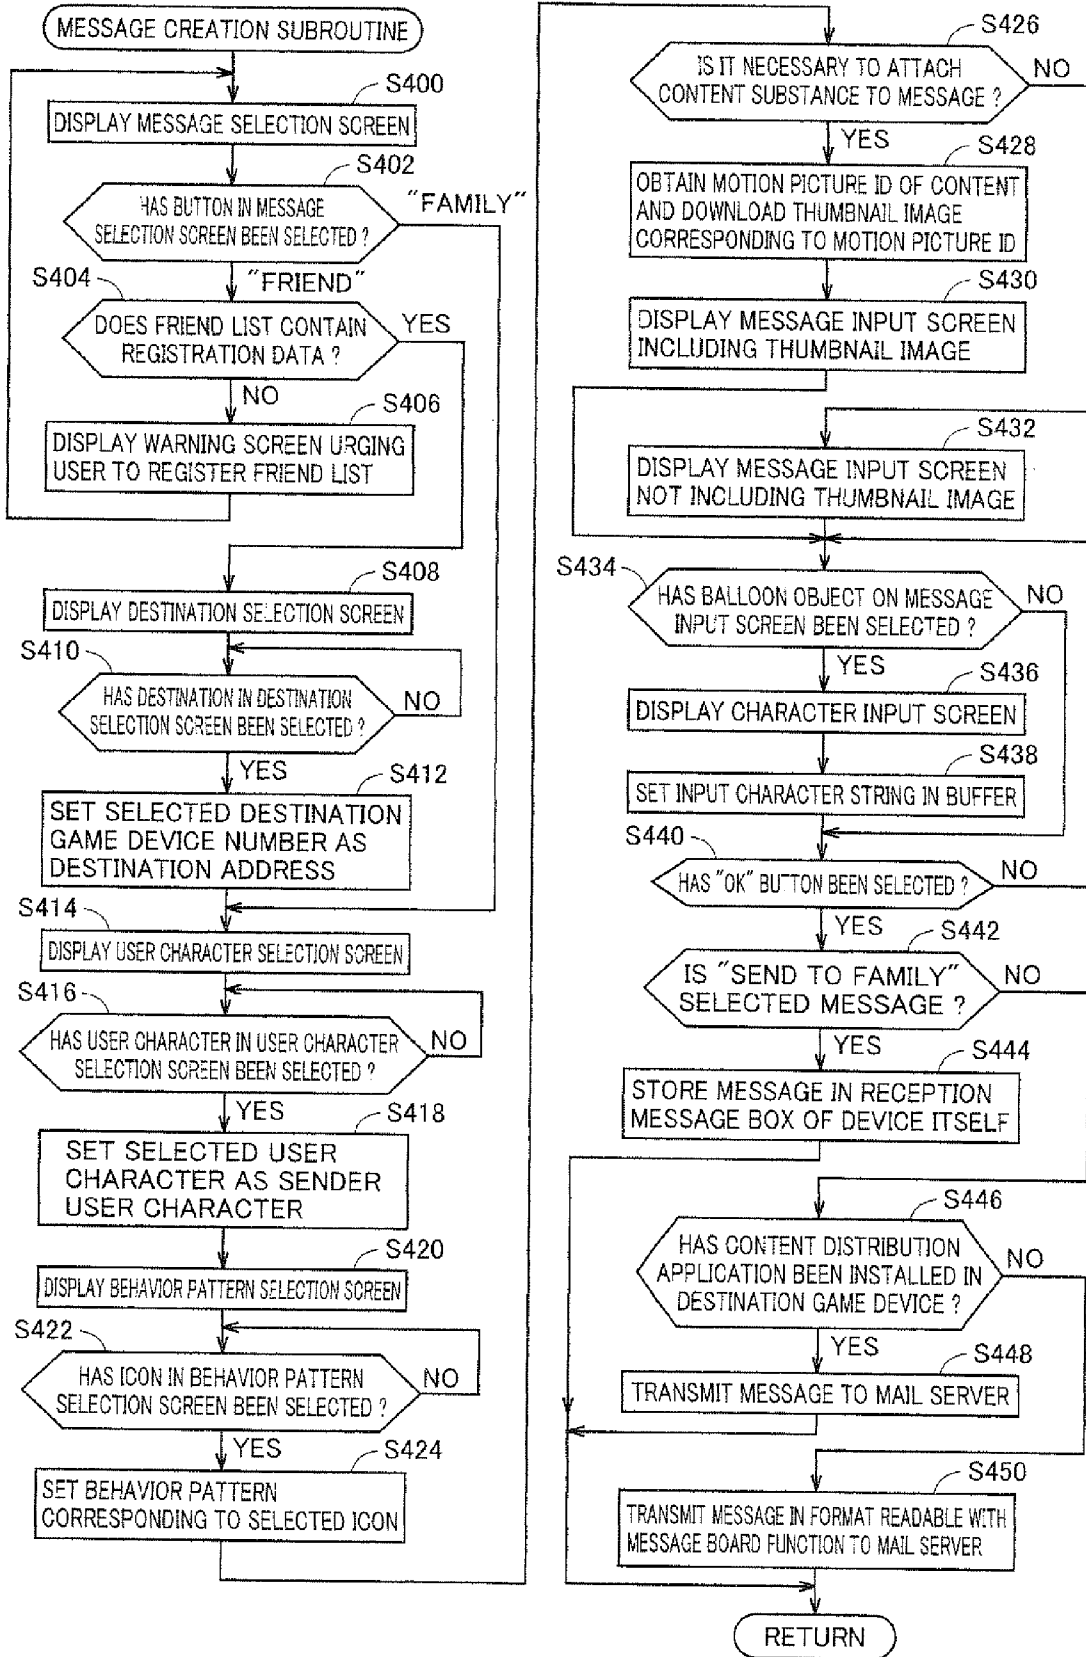 MESSAGE CREATION SUBROUTINE
S400
DISPLAY MESSAGE SELECTION SCREEN
S402
HAS BUTTON IN MESSAGE
SELECTION SCREEN BEEN SELECTED ?
"FAMILY"
"FRIEND"
S404
DOES FRIEND LIST CONTAIN
REGISTRATION DATA ?
YES
NO
S406
DISPLAY WARNING SCREEN URGING
USER TO REGISTER FRIEND LIST
S408
DISPLAY DESTINATION SELECTION SCREEN
S410
HAS DESTINATION IN DESTINATION
SELECTION SCREEN BEEN SELECTED ?
NO
YES
S412
SET SELECTED DESTINATION
GAME DEVICE NUMBER AS
DESTINATION ADDRESS
S414
DISPLAY USER CHARACTER SELECTION SCREEN
S416
HAS USER CHARACTER IN USER CHARACTER
SELECTION SCREEN BEEN SELECTED ?
NO
YES
S418
SET SELECTED USER
CHARACTER AS SENDER
USER CHARACTER
S420
DISPLAY BEHAVIOR PATTERN SELECTION SCREEN
S422
HAS ICON IN BEHAVIOR PATTERN
SELECTION SCREEN BEEN SELECTED ?
NO
YES
S424
SET BEHAVIOR PATTERN
CORRESPONDING TO SELECTED ICON
S426
IS IT NECESSARY TO ATTACH
CONTENT SUBSTANCE TO MESSAGE ?
NO
YES
S428
OBTAIN MOTION PICTURE ID OF CONTENT
AND DOWNLOAD THUMBNAIL IMAGE
CORRESPONDING TO MOTION PICTURE ID
S430
DISPLAY MESSAGE INPUT SCREEN
INCLUDING THUMBNAIL IMAGE
S432
DISPLAY MESSAGE INPUT SCREEN
NOT INCLUDING THUMBNAIL IMAGE
S434
HAS BALLOON OBJECT ON MESSAGE
INPUT SCREEN BEEN SELECTED ?
NO
YES
S436
DISPLAY CHARACTER INPUT SCREEN
S438
SET INPUT CHARACTER STRING IN BUFFER
S440
HAS "OK" BUTTON BEEN SELECTED ?
NO
YES
S442
IS "SEND TO FAMILY"
SELECTED MESSAGE ?
NO
YES
S444
STORE MESSAGE IN RECEPTION
MESSAGE BOX OF DEVICE ITSELF
S446
HAS CONTENT DISTRIBUTION
APPLICATION BEEN INSTALLED IN
DESTINATION GAME DEVICE ?
NO
YES
S448
TRANSMIT MESSAGE TO MAIL SERVER
S450
TRANSMIT MESSAGE IN FORMAT READABLE WITH
MESSAGE BOARD FUNCTION TO MAIL SERVER
RETURN